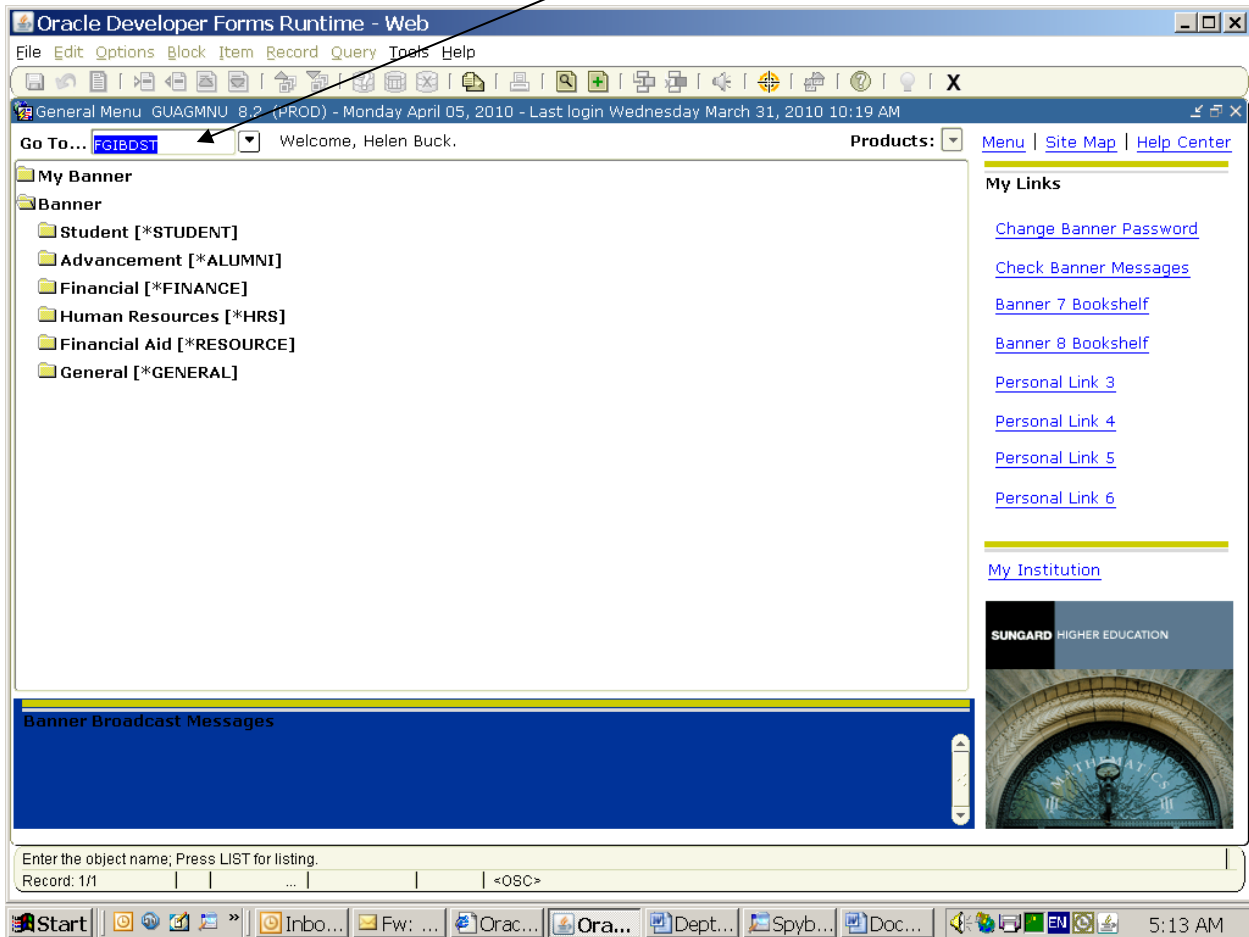 Oracle Developer Forms Runtime - Web
File Edit Options Block Item Record Query Tools Help
X
General Menu GUAGMNU 8.2 (PROD) - Monday April 05, 2010 - Last login Wednesday March 31, 2010 10:19 AM
Go To... FGIBDST Welcome, Helen Buck. Products: Menu | Site Map | Help Center
My Banner
Banner
Student [*STUDENT]
Advancement [*ALUMNI]
Financial [*FINANCE]
Human Resources [*HRS]
Financial Aid [*RESOURCE]
General [*GENERAL]
My Links
Change Banner Password
Check Banner Messages
Banner 7 Bookshelf
Banner 8 Bookshelf
Personal Link 3
Personal Link 4
Personal Link 5
Personal Link 6
My Institution
SUNGARD HIGHER EDUCATION
MATHEMATICS
Banner Broadcast Messages
Enter the object name; Press LIST for listing.
Record: 1/1 ... <OSC>
Start » Inbo... Fw: ... Orac... Ora... Dept... Spyb... Doc... EN 5:13 AM